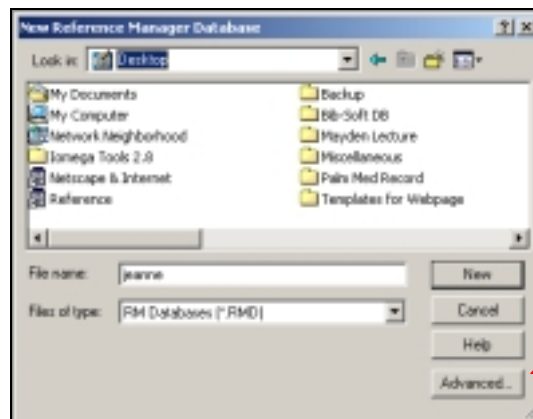 New Reference Manager Database
Look in: Desktop
My Documents
My Computer
Network Neighborhood
Iomega Tools 2.8
Netscape & Internet
Reference
Backup
Bib-Soft DB
Mayden Lecture
Miscellaneous
Palm Med Record
Templates for Webpage
File name: jeanne New
Files of type: RM Databases (*.RMD) Cancel
Help
Advanced...